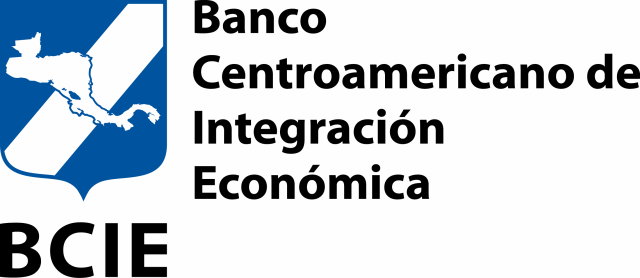 Banco
Centroamericano de
Integración
Económica
BCIE